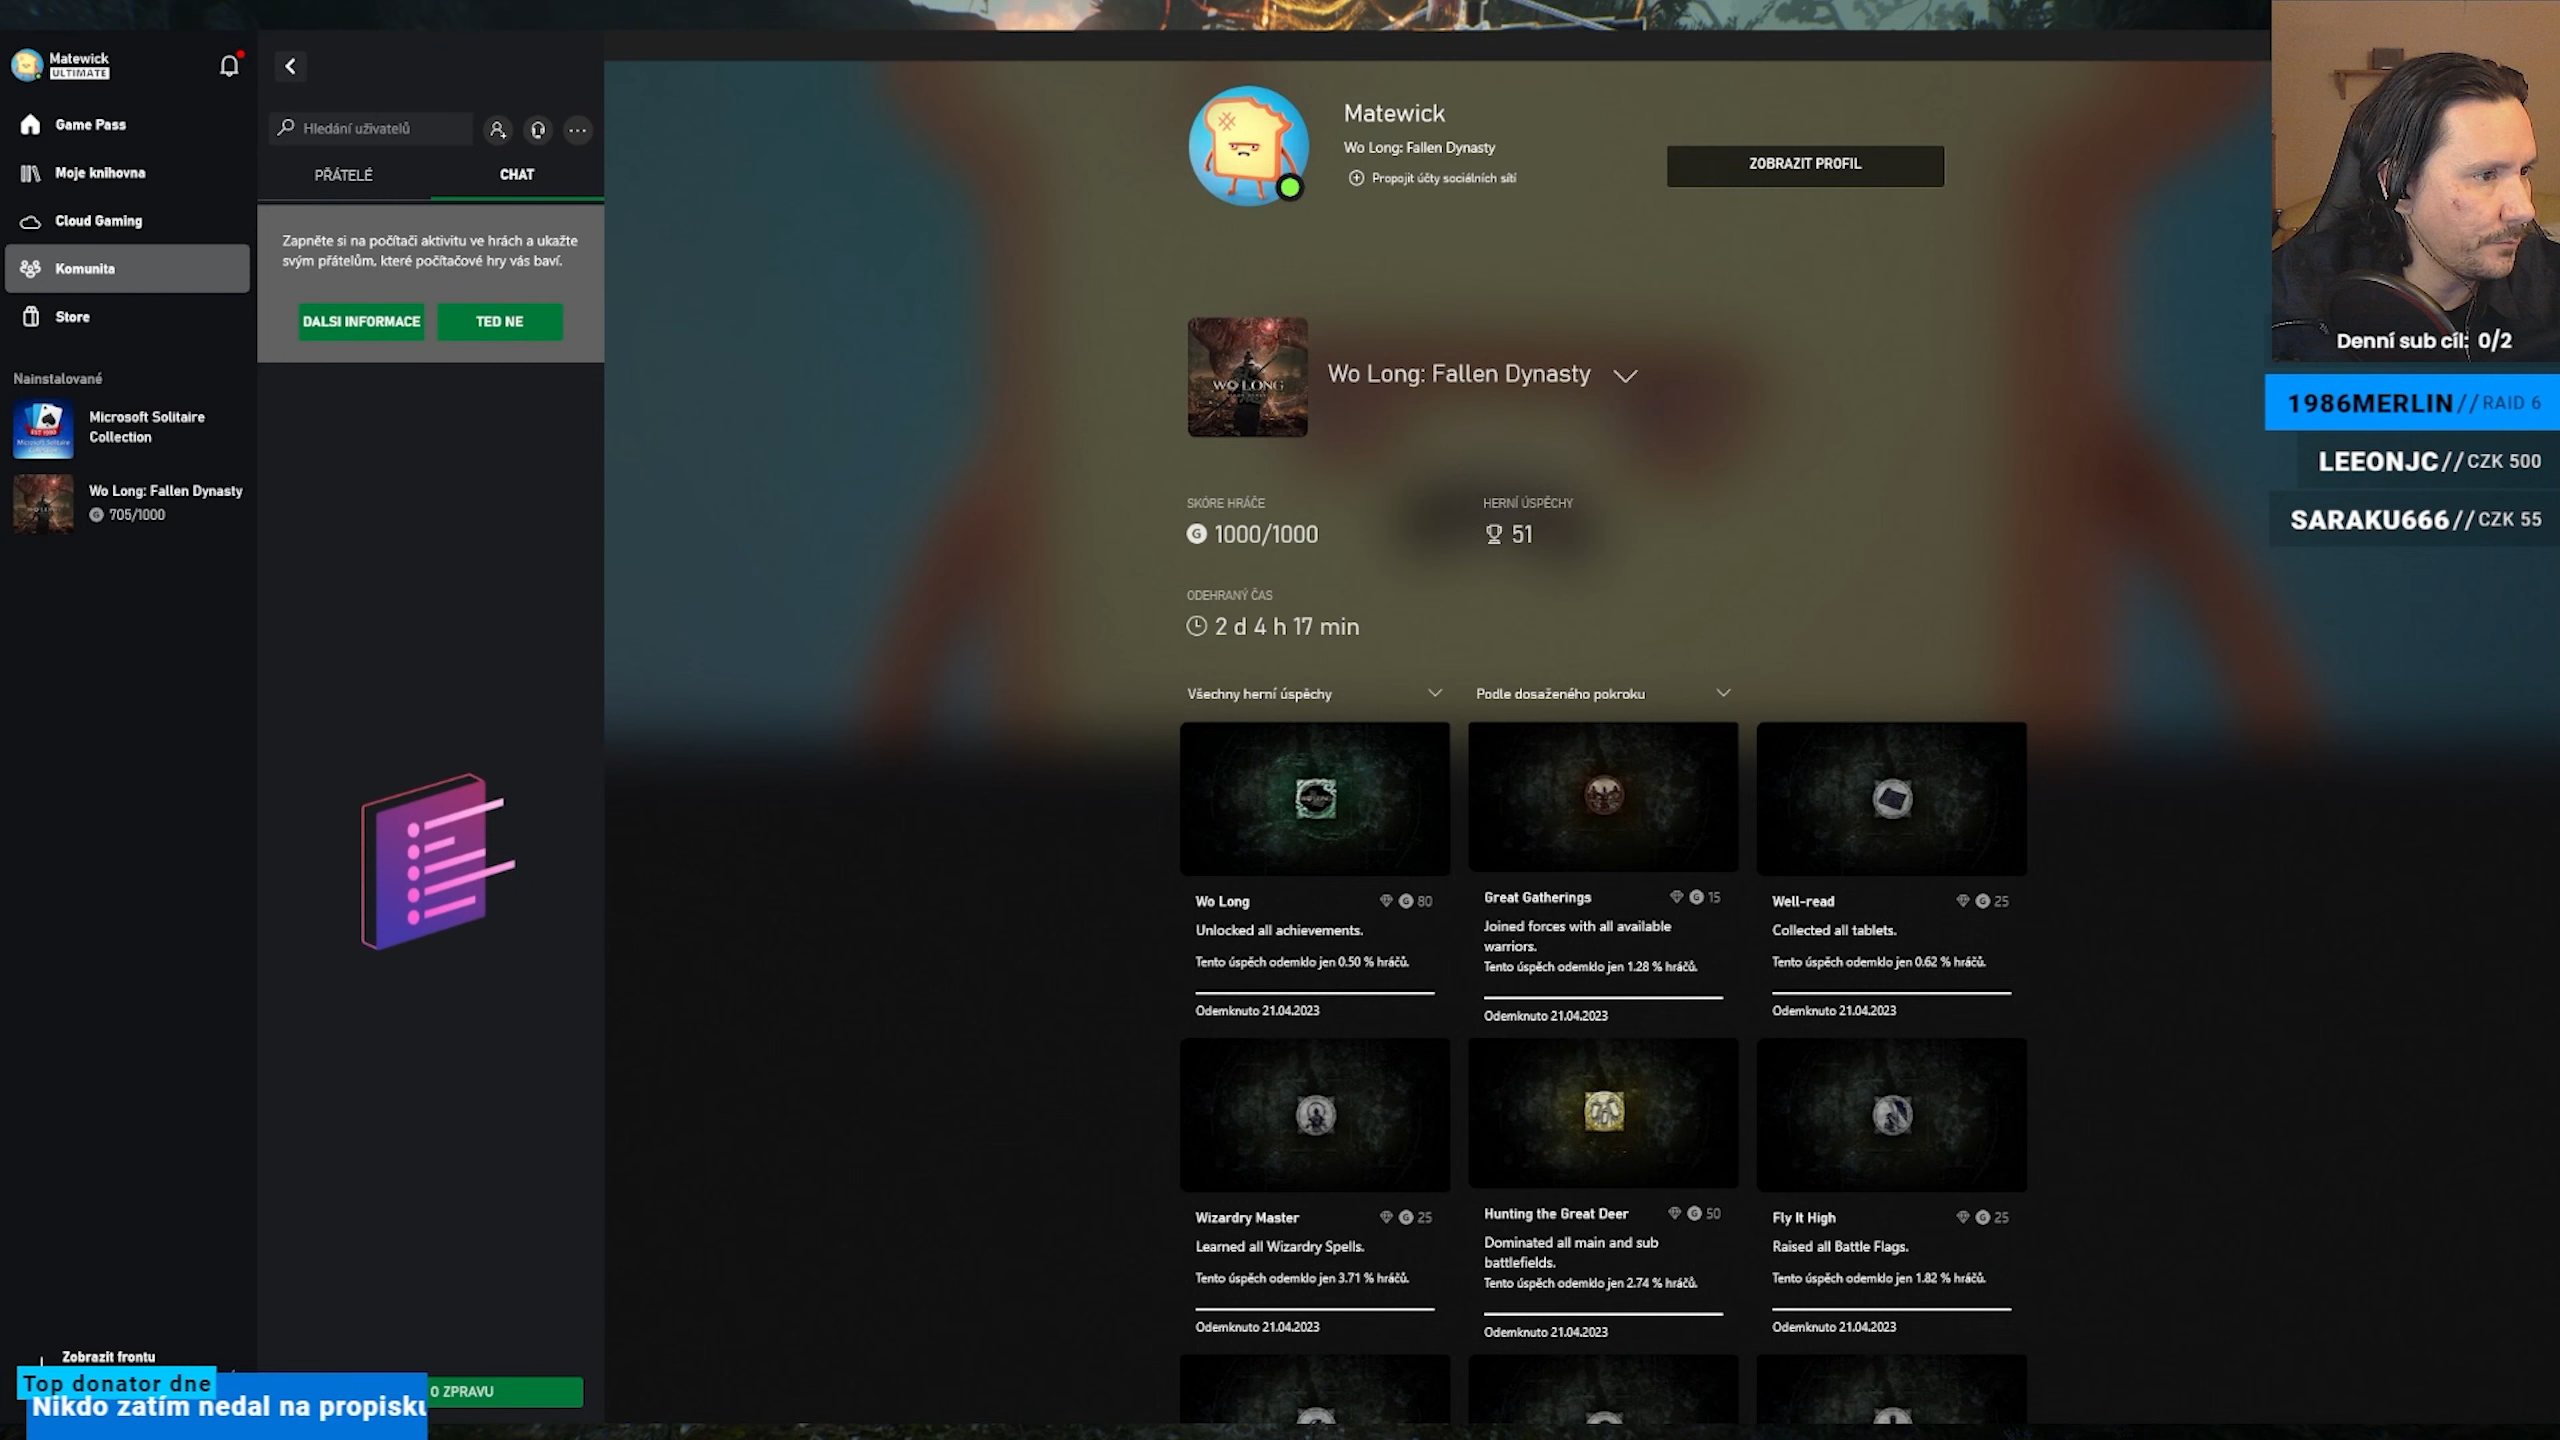 Matewick
ULTIMATE
Game Pass
Moje knihovna
Cloud Gaming
Komunita
Store
Nainstalované
Microsoft Solitaire
Collection
Wo Long: Fallen Dynasty
G 705/1000
Zobrazit frontu
Top donator dne
Nikdo zatím nedal na propisku
Hledání uživatelů
PŘÁTELÉ
CHAT
Zapněte si na počítači aktivitu ve hrách a ukažte
svým přátelům, které počítačové hry vás baví.
DALSI INFORMACE
TED NE
O ZPRAVU
Matewick
Wo Long: Fallen Dynasty
Propojit účty sociálních sítí
ZOBRAZIT PROFIL
WO LONG
Wo Long: Fallen Dynasty
SKÓRE HRÁČE
G 1000/1000
HERNÍ ÚSPĚCHY
51
ODEHRANÝ ČAS
2 d 4 h 17 min
Všechny herní úspěchy
Podle dosaženého pokroku
Wo Long
G 80
Unlocked all achievements.
Tento úspěch odemklo jen 0.50 % hráčů.
Odemknuto 21.04.2023
Great Gatherings
G 15
Joined forces with all available
warriors.
Tento úspěch odemklo jen 1.28 % hráčů.
Odemknuto 21.04.2023
Well-read
G 25
Collected all tablets.
Tento úspěch odemklo jen 0.62 % hráčů.
Odemknuto 21.04.2023
Wizardry Master
G 25
Learned all Wizardry Spells.
Tento úspěch odemklo jen 3.71 % hráčů.
Odemknuto 21.04.2023
Hunting the Great Deer
G 50
Dominated all main and sub
battlefields.
Tento úspěch odemklo jen 2.74 % hráčů.
Odemknuto 21.04.2023
Fly It High
G 25
Raised all Battle Flags.
Tento úspěch odemklo jen 1.82 % hráčů.
Odemknuto 21.04.2023
Denní sub cíl: 0/2
1986MERLIN//RAID 6
LEEONJC//CZK 500
SARAKU666//CZK 55